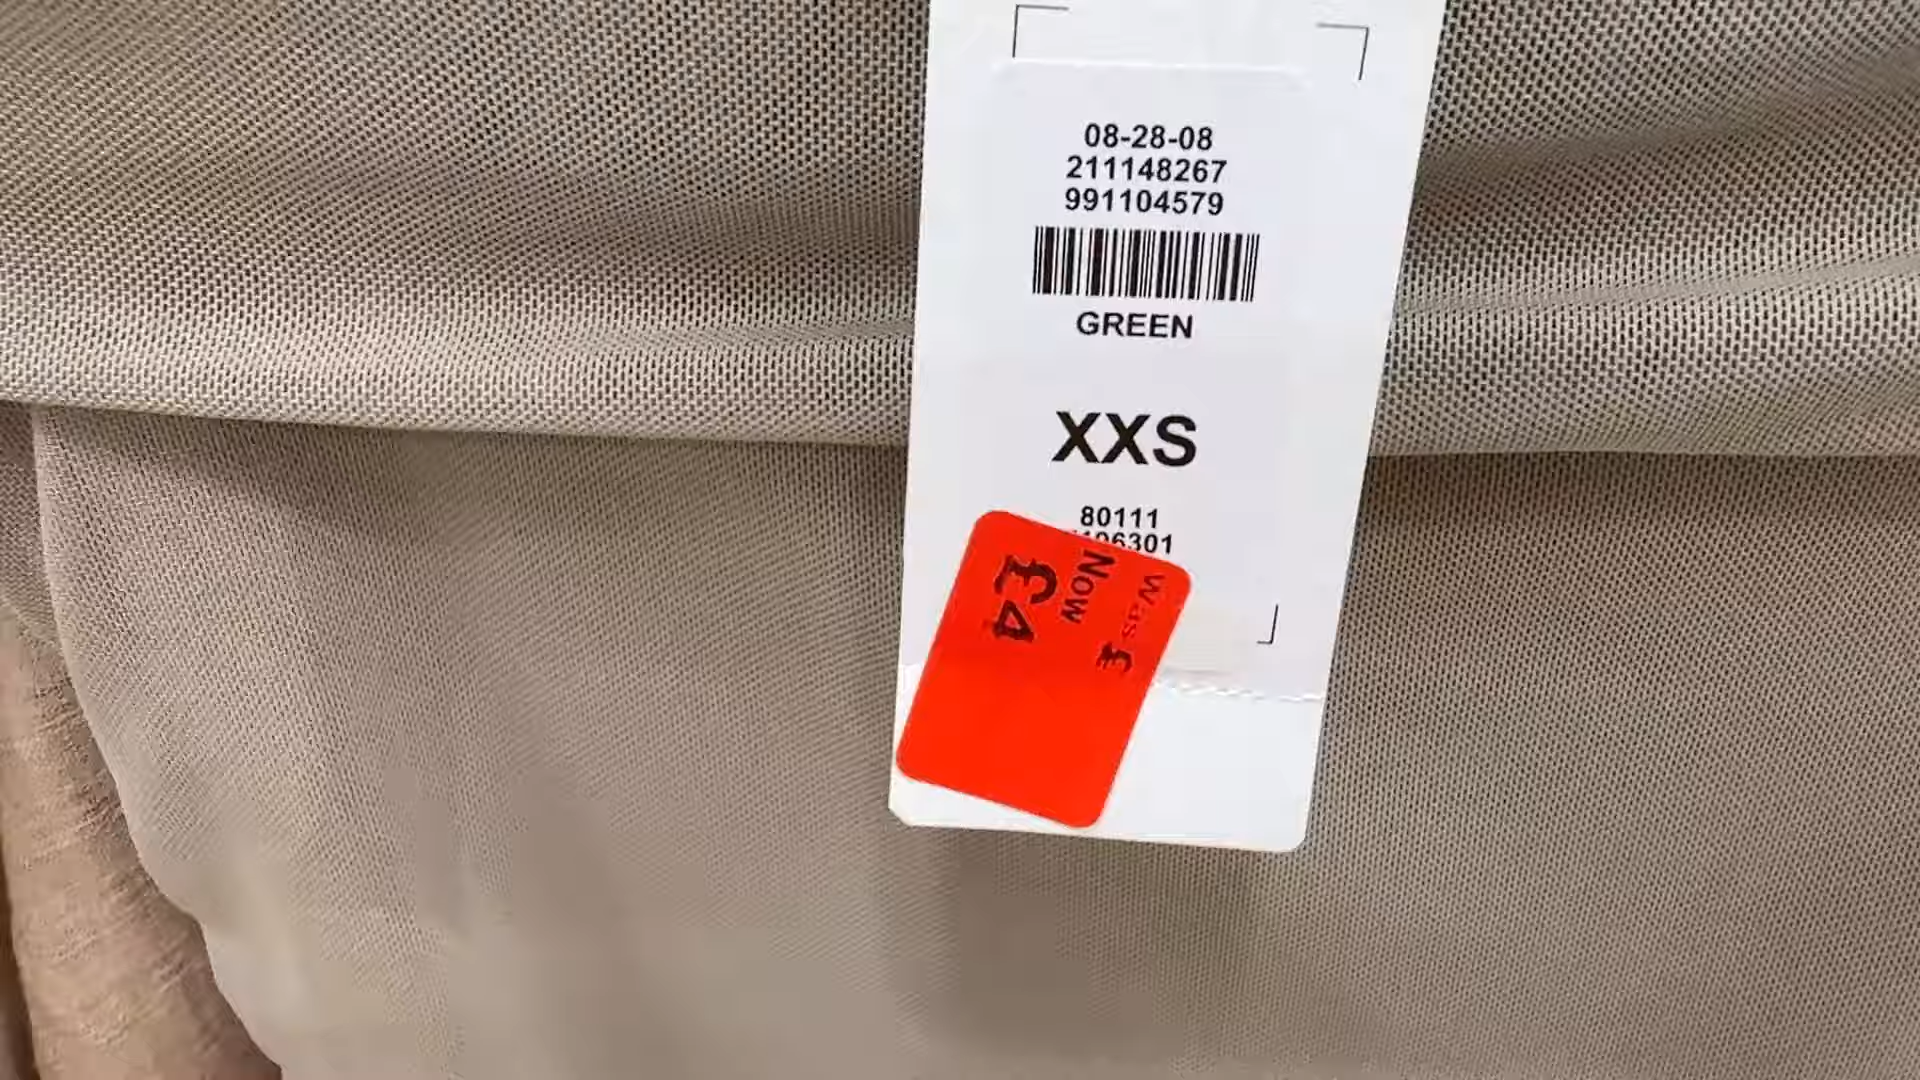 08-28-08
211148267
991104579
GREEN
XXS
80111
Was £
Now
£4